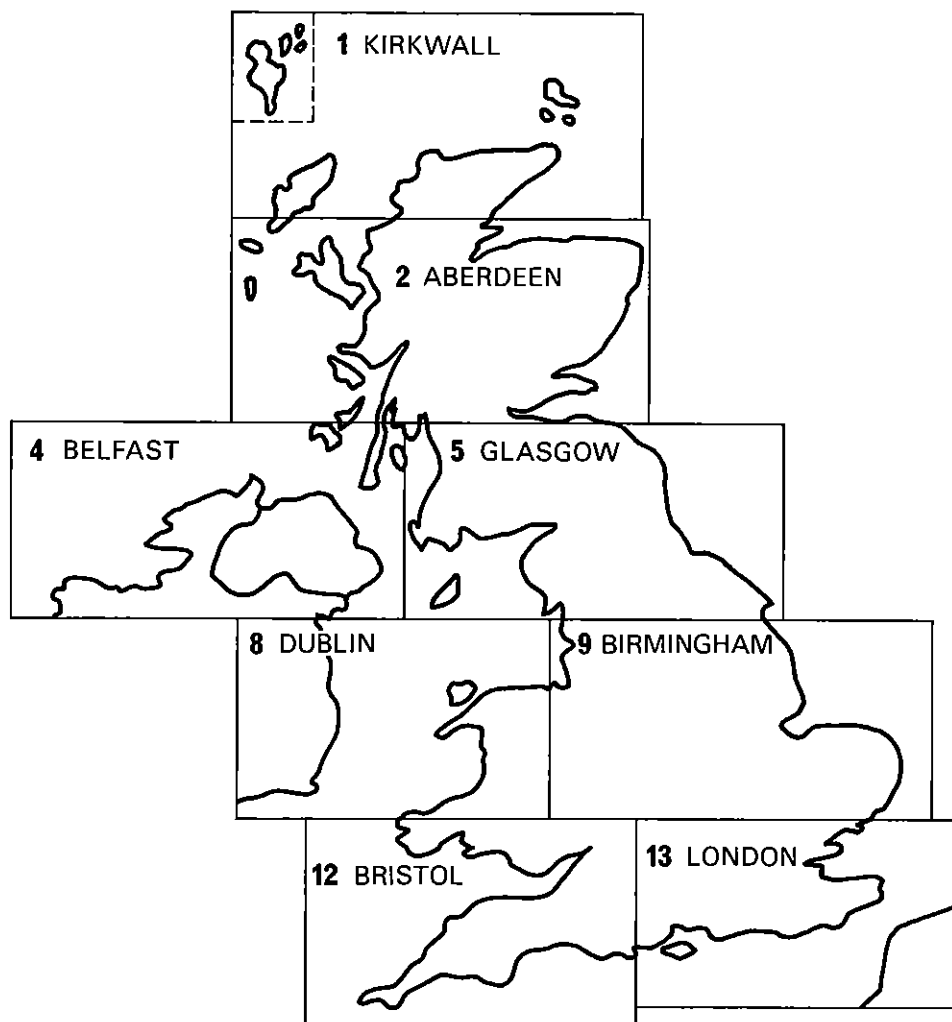 1 KIRKWALL
2 ABERDEEN
4 BELFAST
5 GLASGOW
8 DUBLIN
9 BIRMINGHAM
12 BRISTOL
13 LONDON